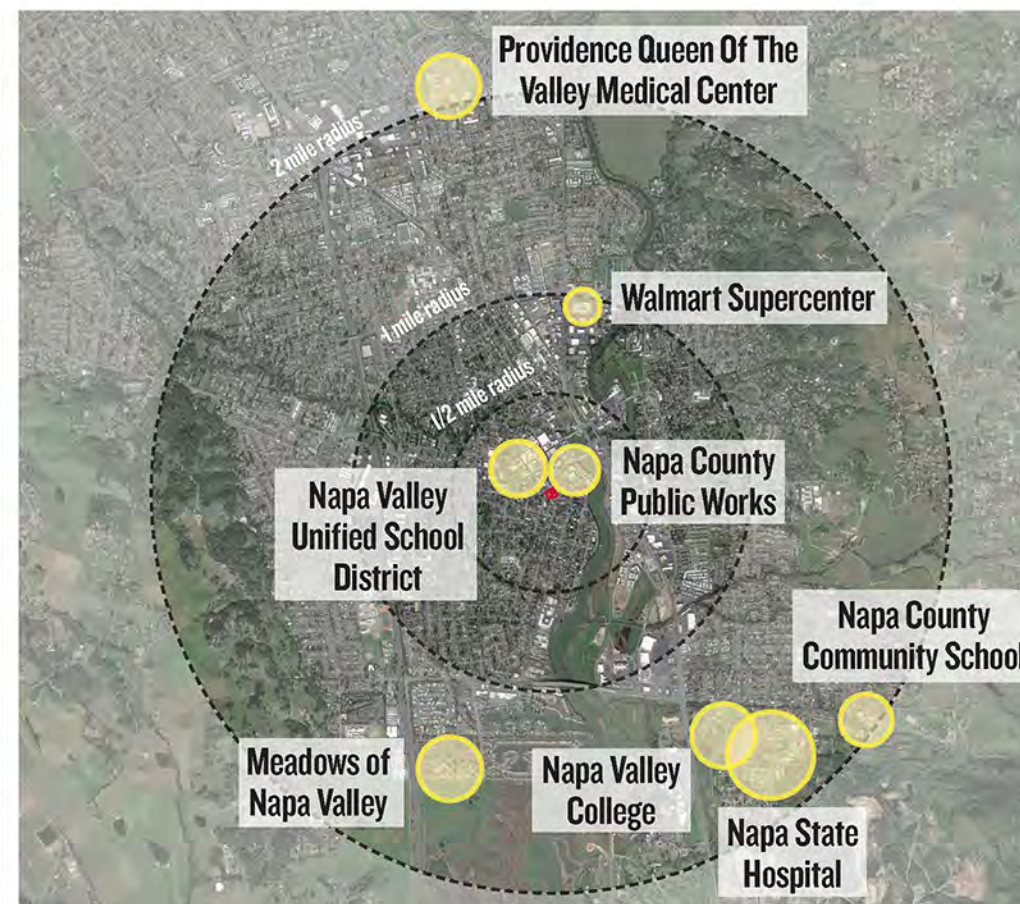 Providence Queen Of The
Valley Medical Center
2 mile radius
Walmart Supercenter
1 mile radius
1/2 mile radius
Napa Valley
Unified School
District
Napa County
Public Works
Napa County
Community School
Meadows of
Napa Valley
Napa Valley
College
Napa State
Hospital